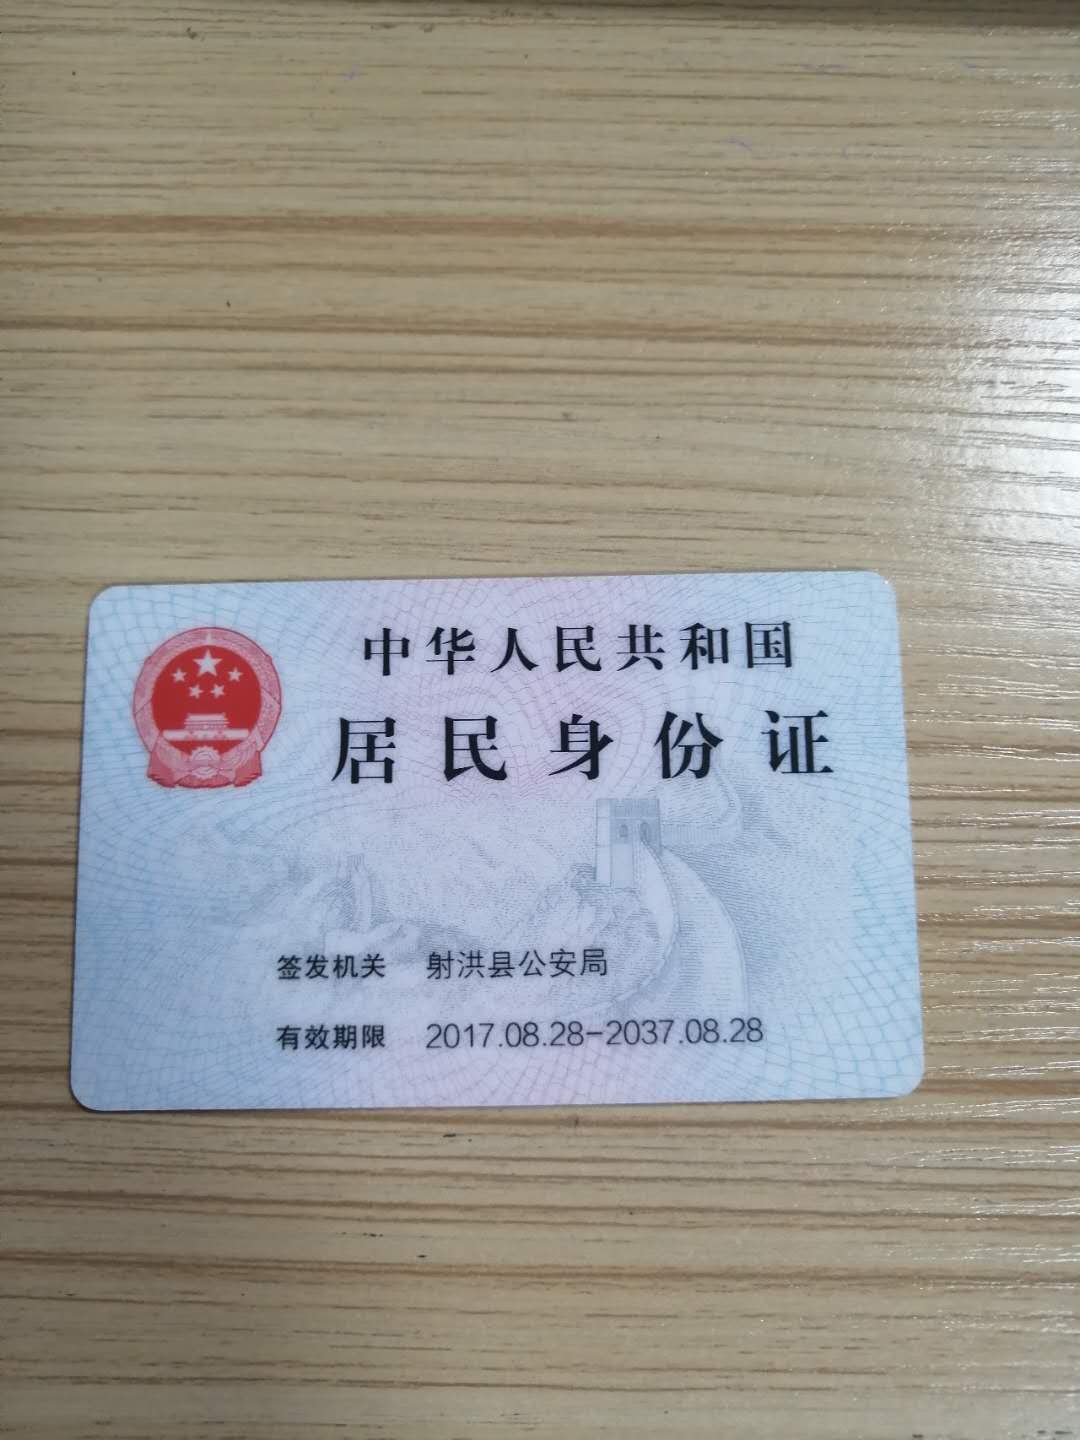 中华人民共和国
居民身份证
签发机关 射洪县公安局
有效期限 2017.08.28-2037.08.28